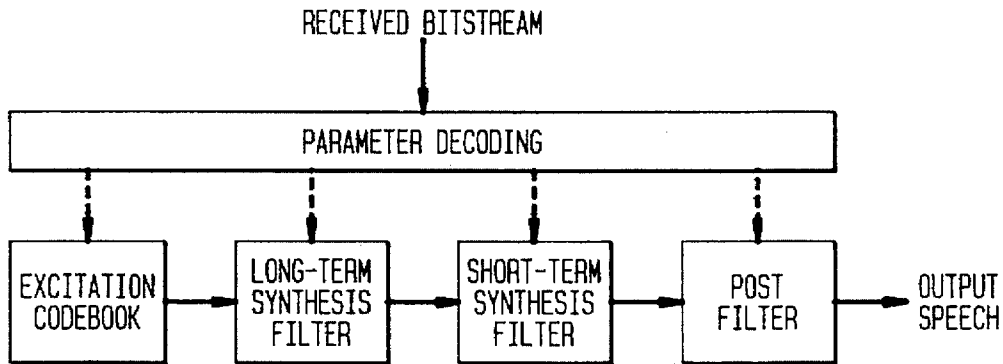 RECEIVED BITSTREAM
PARAMETER DECODING
EXCITATION
CODEBOOK
LONG-TERM
SYNTHESIS
FILTER
SHORT-TERM
SYNTHESIS
FILTER
POST
FILTER
OUTPUT
SPEECH